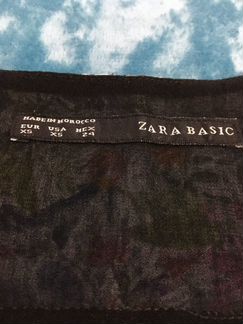 MADE IN MOROCCO
EUR USA MEX
XS XS 24
ZARA BASIC